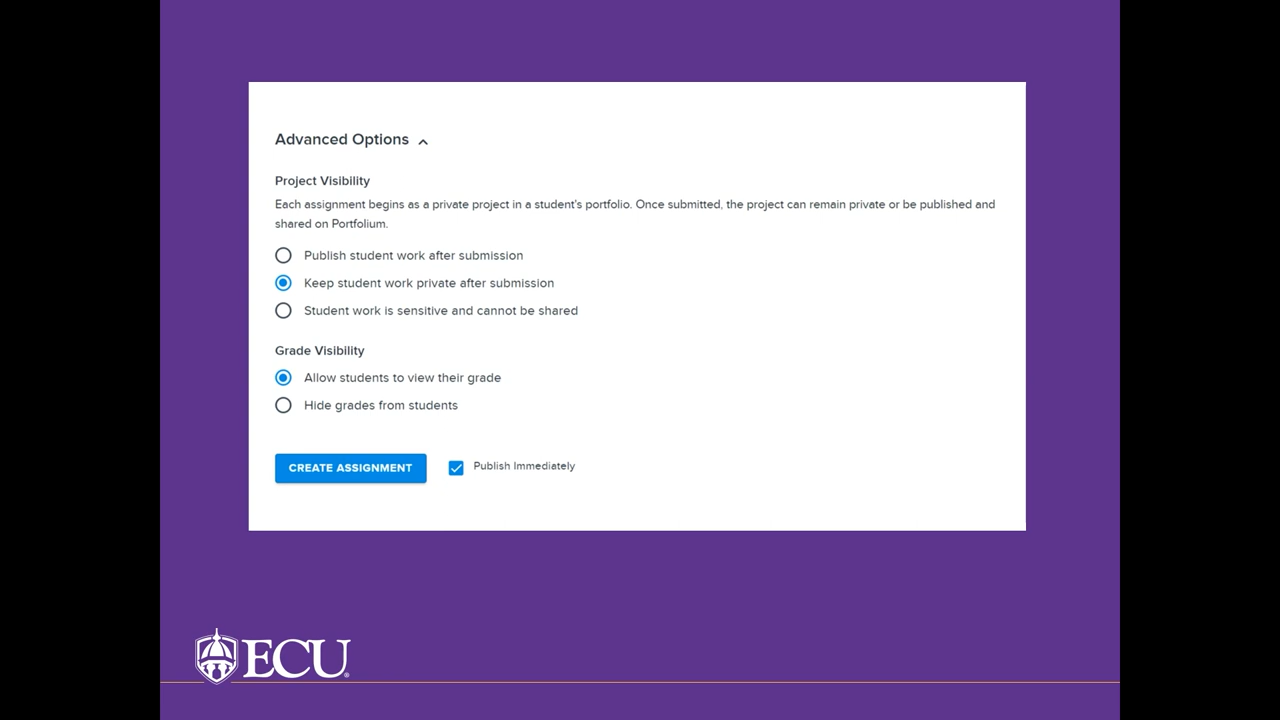 Advanced Options
Project Visibility
Each assignment begins as a private project in a student's portfolio. Once submitted, the project can remain private or be published and
shared on Portfolium.
Publish student work after submission
Keep student work private after submission
Student work is sensitive and cannot be shared
Grade Visibility
Allow students to view their grade
Hide grades from students
CREATE ASSIGNMENT
Publish Immediately
ECU®